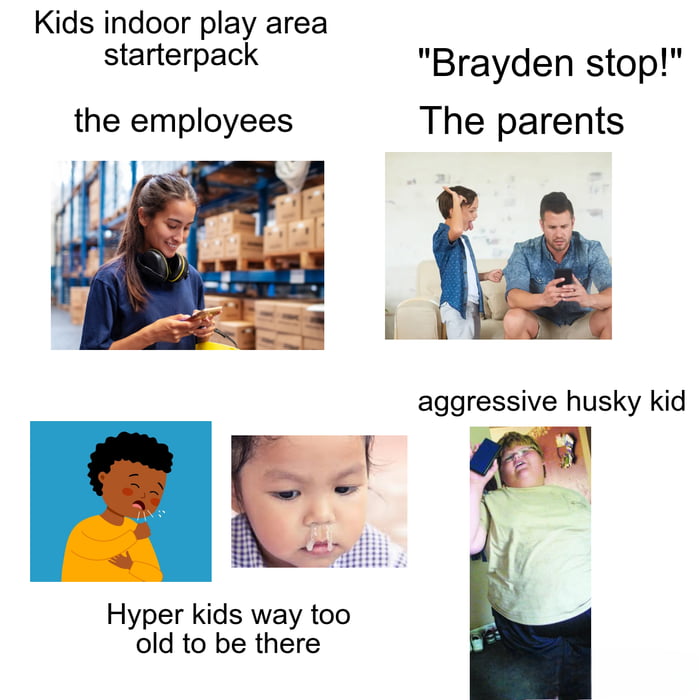 Kids indoor play area
starterpack
"Brayden stop!"
the employees
The parents
aggressive husky kid
Hyper kids way too
old to be there